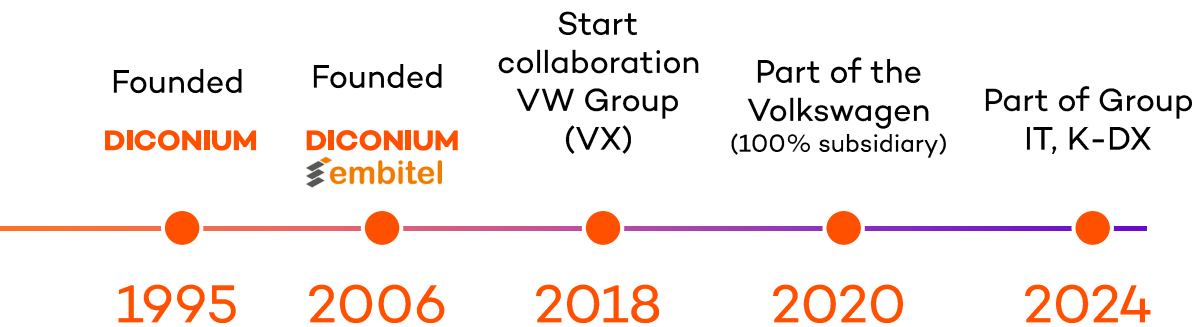 Founded
DICONIUM
1995
Founded
DICONIUM
embitel
2006
Start
collaboration
VW Group
(VX)
2018
Part of the
Volkswagen
(100% subsidiary)
2020
Part of Group
IT, K-DX
2024